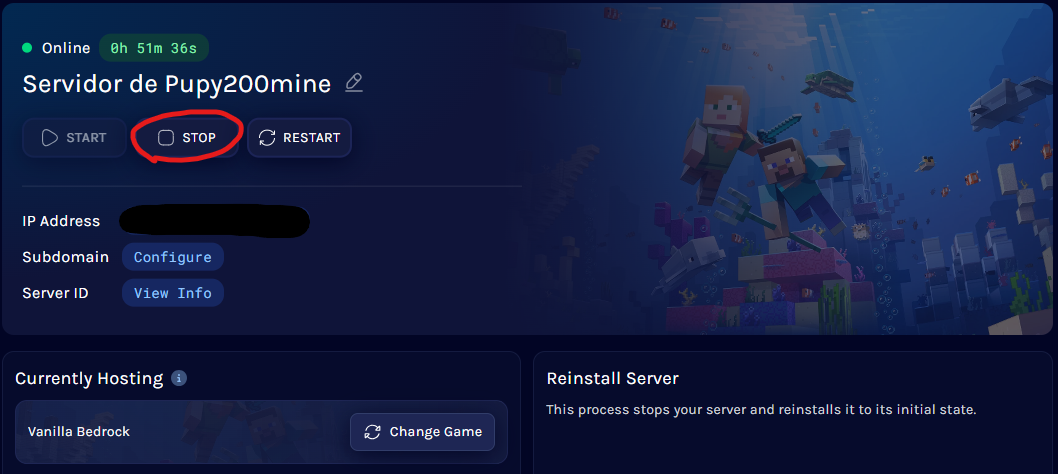 Online 0h 51m 36s
Servidor de Pupy200mine
START STOP RESTART
IP Address
Subdomain Configure
Server ID View Info
Currently Hosting i
Vanilla Bedrock Change Game
Reinstall Server
This process stops your server and reinstalls it to its initial state.